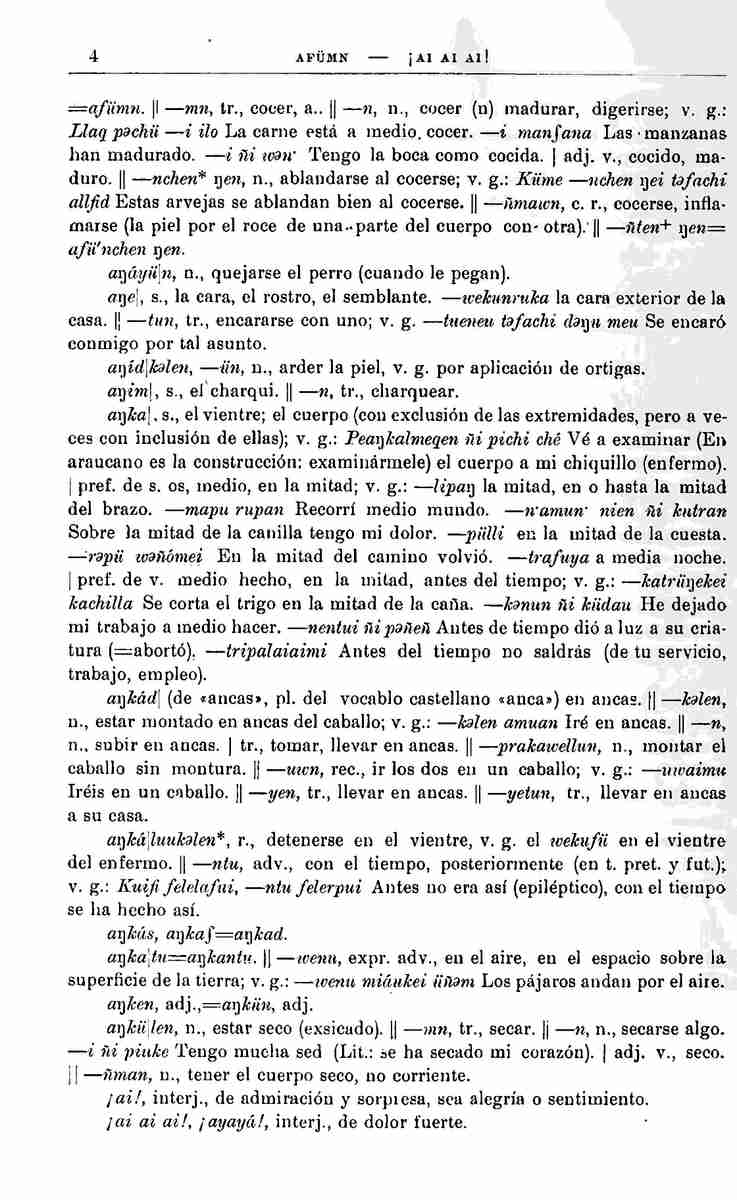 4 AFÜMN — ¡AI AI AI!
=afümn. || —mn, tr., cocer, a.. || —n, n., cocer (n) madurar, digerirse; v. g.:
Llaq pəchü —i ilo La carne está a medio cocer. —i manʃana Las manzanas
han madurado. —i ñi wən· Tengo la boca como cocida. | adj. v., cocido, ma-
duro. || —nchen* ŋen, n., ablandarse al cocerse; v. g.: Küme —nchen ŋei təfachi
allfid Estas arvejas se ablandan bien al cocerse. || —ñmawn, c. r., cocerse, infla-
marse (la piel por el roce de una parte del cuerpo con otra). || —ñten+ ŋen=
afü'nchen ŋen.
aŋáyü|n, n., quejarse el perro (cuando le pegan).
aŋe|, s., la cara, el rostro, el semblante. —wekunruka la cara exterior de la
casa. || —tun, tr., encararse con uno; v. g. —tueneu təfachi dəŋu meu Se encaró
conmigo por tal asunto.
aŋíd|kəlen, —ün, n., arder la piel, v. g. por aplicación de ortigas.
aŋim|, s., el charqui. || —n, tr., charquear.
aŋka|, s., el vientre; el cuerpo (con exclusión de las extremidades, pero a ve-
ces con inclusión de ellas); v. g.: Peaŋkalmeqen ñi pichi ché Vé a examinar (En
araucano es la construcción: examinármele) el cuerpo a mi chiquillo (enfermo).
| pref. de s. os, medio, en la mitad; v. g.: —lipaŋ la mitad, en o hasta la mitad
del brazo. —mapu rupan Recorrí medio mundo. —n·amun· nien ñi kutran
Sobre la mitad de la canilla tengo mi dolor. —pülli en la mitad de la cuesta.
—rəpü wəñómei En la mitad del camino volvió. —trafuya a media noche.
| pref. de v. medio hecho, en la mitad, antes del tiempo; v. g.: —katrüŋekei
kachilla Se corta el trigo en la mitad de la caña. —kənun ñi küdau He dejado
mi trabajo a medio hacer. —nentui ñi pəñeñ Antes de tiempo dió a luz a su cria-
tura (=abortó). —tripalaiaimi Antes del tiempo no saldrás (de tu servicio,
trabajo, empleo).
aŋkád| (de «ancas», pl. del vocablo castellano «anca») en ancas. || —kəlen,
n., estar montado en ancas del caballo; v. g.: —kəlen amuan Iré en ancas. || —n,
n., subir en ancas. | tr., tomar, llevar en ancas. || —prakawellun, n., montar el
caballo sin montura. || —uwn, rec., ir los dos en un caballo; v. g.: —uwaimu
Iréis en un caballo. || —yen, tr., llevar en ancas. || —yetun, tr., llevar en ancas
a su casa.
aŋká|luukəlen*, r., detenerse en el vientre, v. g. el wekufü en el vientre
del enfermo. || —ntu, adv., con el tiempo, posteriormente (en t. pret. y fut.);
v. g.: Kuifi felelafui, —ntu felerpui Antes no era así (epiléptico), con el tiempo
se ha hecho así.
aŋkás, aŋkaʃ=aŋkad.
aŋka|tu=aŋkantu. || —wenu, expr. adv., en el aire, en el espacio sobre la
superficie de la tierra; v. g.: —wenu miáukei üñəm Los pájaros andan por el aire.
aŋken, adj.,=aŋkün, adj.
aŋkü|len, n., estar seco (exsicado). || —mn, tr., secar. || —n, n., secarse algo.
—i ñi piuke Tengo mucha sed (Lit.: se ha secado mi corazón). | adj. v., seco.
|| —ñman, n., tener el cuerpo seco, no corriente.
¡ai!, interj., de admiración y sorpresa, sea alegría o sentimiento.
¡ai ai ai!, ¡ayayá!, interj., de dolor fuerte.